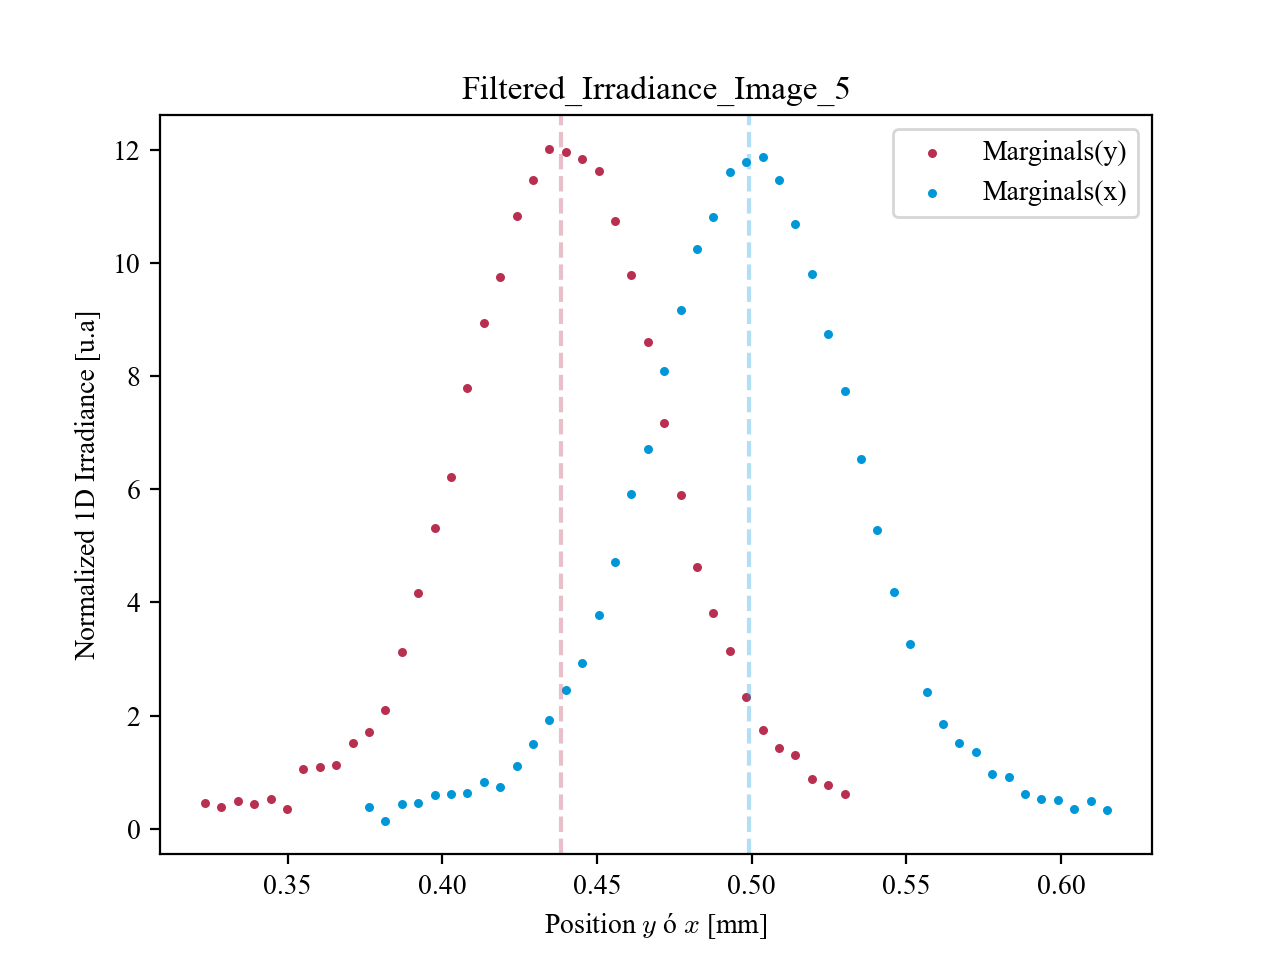 Filtered_Irradiance_Image_5
Marginals(y)
Marginals(x)
12
10
8
6
4
2
0
Normalized 1D Irradiance [u.a]
0.35 0.40 0.45 0.50 0.55 0.60
Position y ó x [mm]